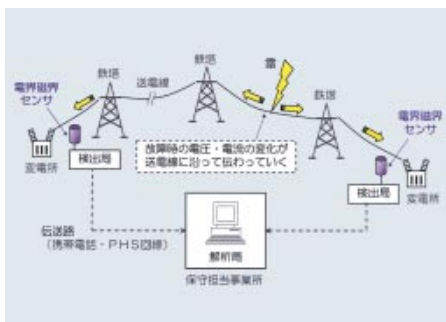 鉄塔
送電線
鉄塔
雷
電界磁界
センサ
鉄塔
電界磁界
センサ
変電所
検出局
故障時の電圧・電流の変化が
送電線に沿って伝わっていく
検出局
変電所
伝送路
(携帯電話・PHS回線)
解析局
保守担当事業所